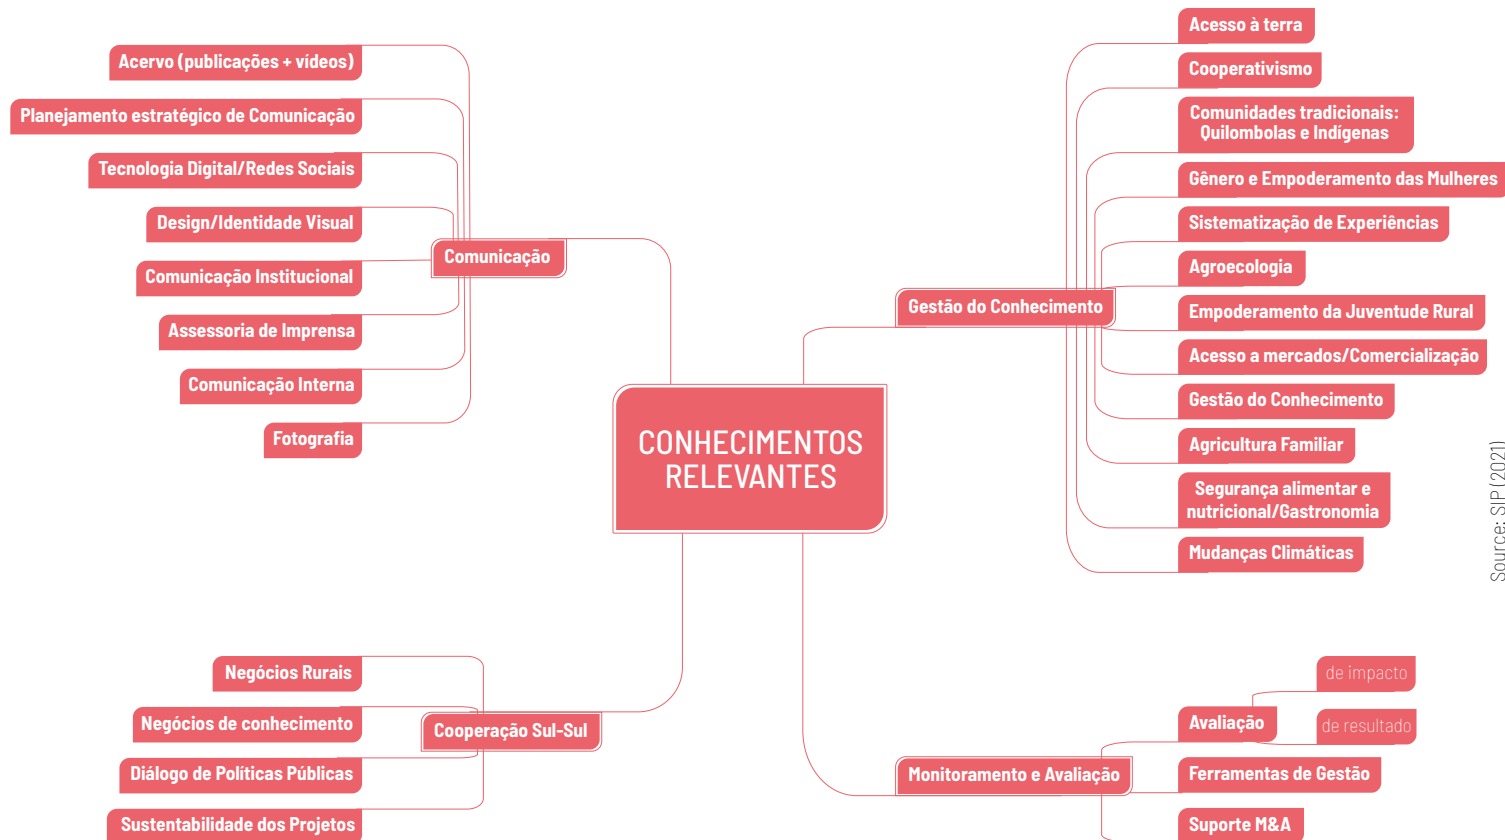 Acervo (publicações + vídeos)
Planejamento estratégico de Comunicação
Tecnologia Digital/Redes Sociais
Design/Identidade Visual
Comunicação Institucional
Assessoria de Imprensa
Comunicação Interna
Fotografia
Comunicação
Acesso à terra
Cooperativismo
Comunidades tradicionais:
Quilombolas e Indígenas
Gênero e Empoderamento das Mulheres
Sistematização de Experiências
Agroecologia
Empoderamento da Juventude Rural
Acesso a mercados/Comercialização
Gestão do Conhecimento
Agricultura Familiar
Segurança alimentar e
nutricional/Gastronomia
Mudanças Climáticas
Gestão do Conhecimento
CONHECIMENTOS
RELEVANTES
Negócios Rurais
Negócios de conhecimento
Diálogo de Políticas Públicas
Sustentabilidade dos Projetos
Cooperação Sul-Sul
Monitoramento e Avaliação
Avaliação
de impacto
de resultado
Ferramentas de Gestão
Suporte M&A
Source: SIP (2021)